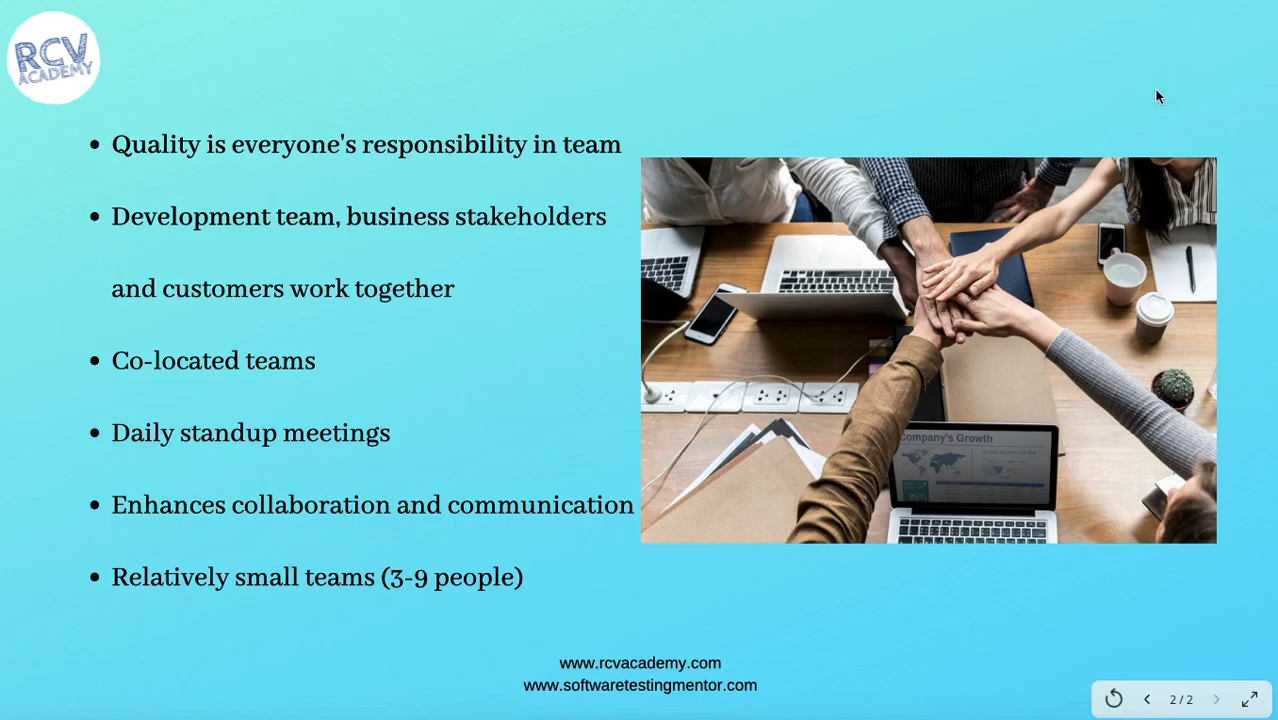 RCV
ACADEMY
Quality is everyone's responsibility in team
Development team, business stakeholders
and customers work together
Co-located teams
Daily standup meetings
Enhances collaboration and communication
Relatively small teams (3-9 people)
Company's Growth
www.rcvacademy.com
www.softwaretestingmentor.com
2 / 2